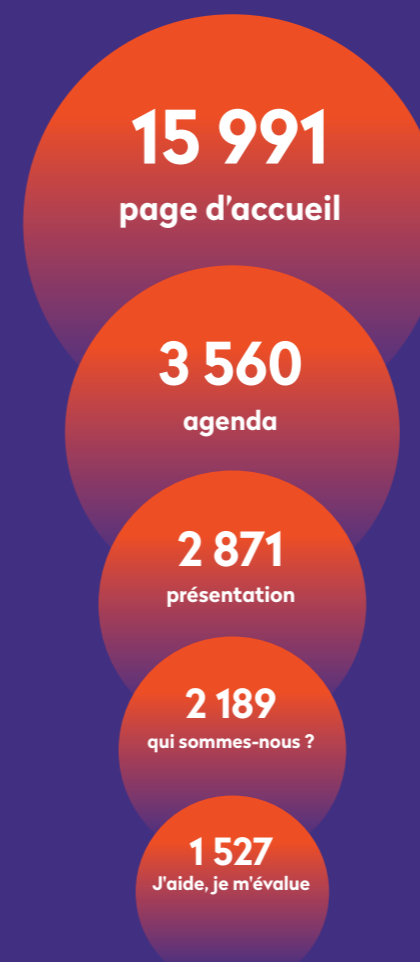 15 991
page d’accueil
3 560
agenda
2 871
présentation
2 189
qui sommes-nous ?
1 527
J'aide, je m'évalue